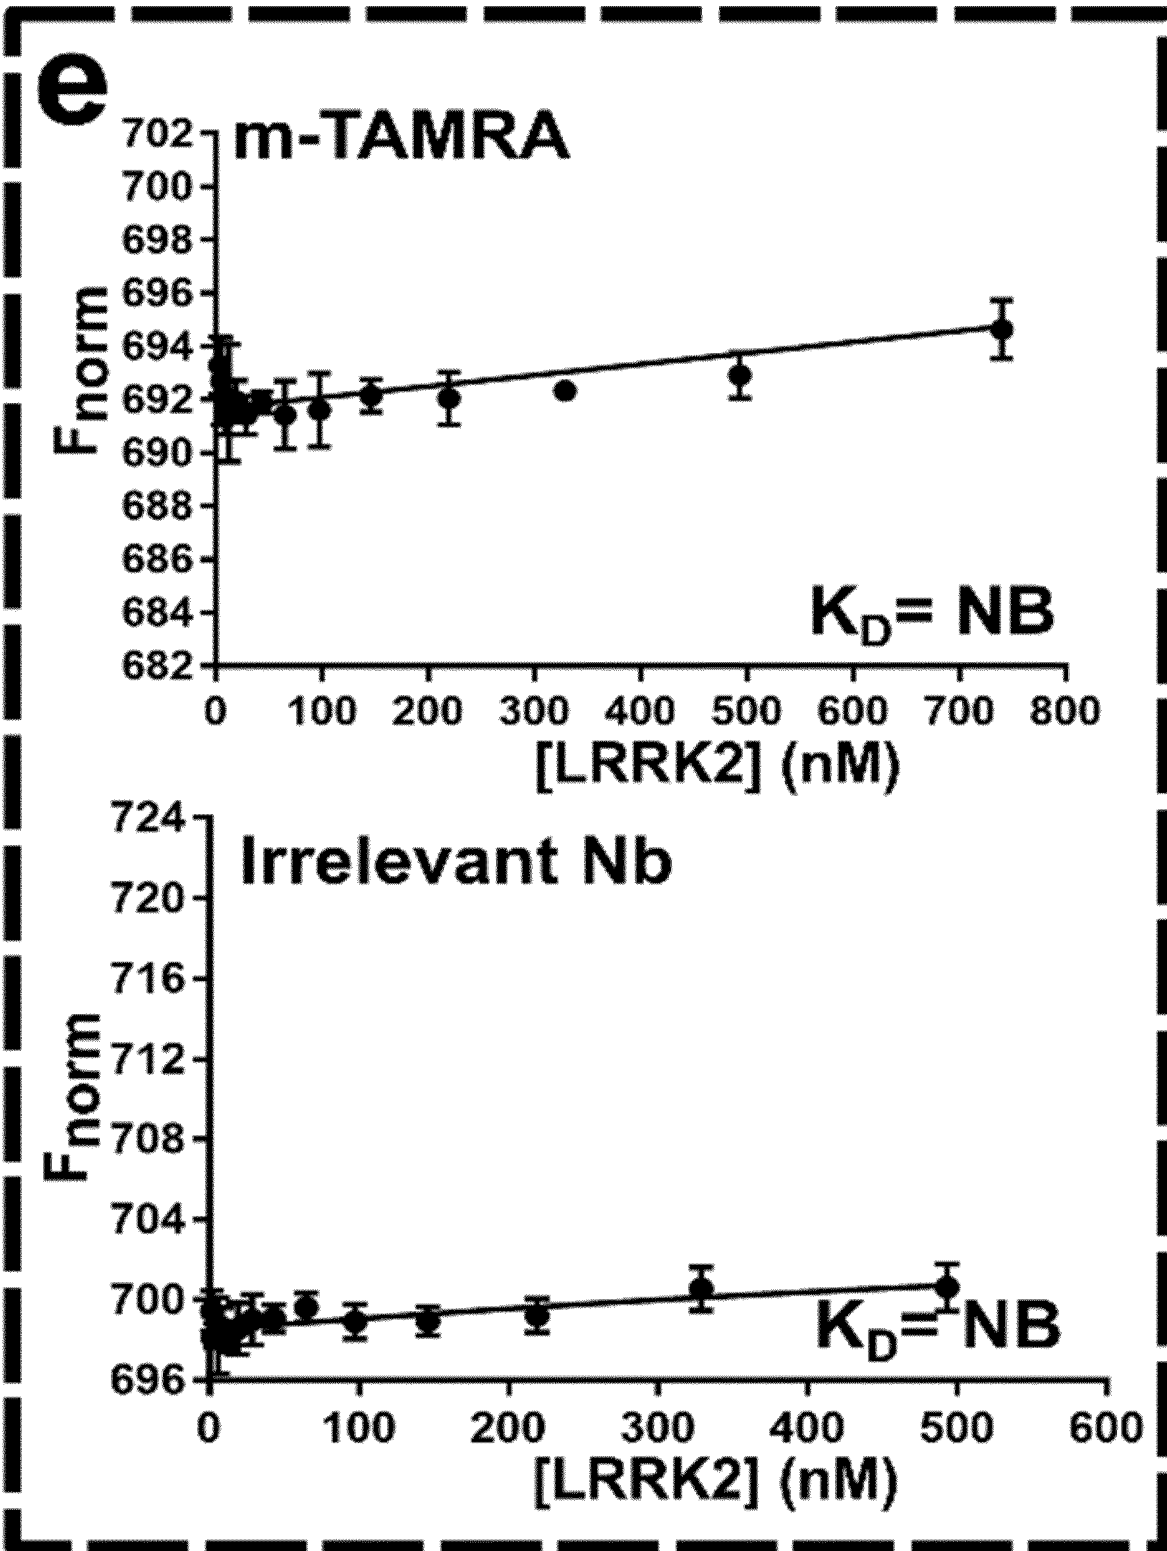 e
m-TAMRA
702
700
698
696
694
692
690
688
686
684
682
Fnorm
KD= NB
0 100 200 300 400 500 600 700 800
[LRRK2] (nM)
Irrelevant Nb
724
720
716
712
708
704
700
696
Fnorm
KD= NB
0 100 200 300 400 500 600
[LRRK2] (nM)